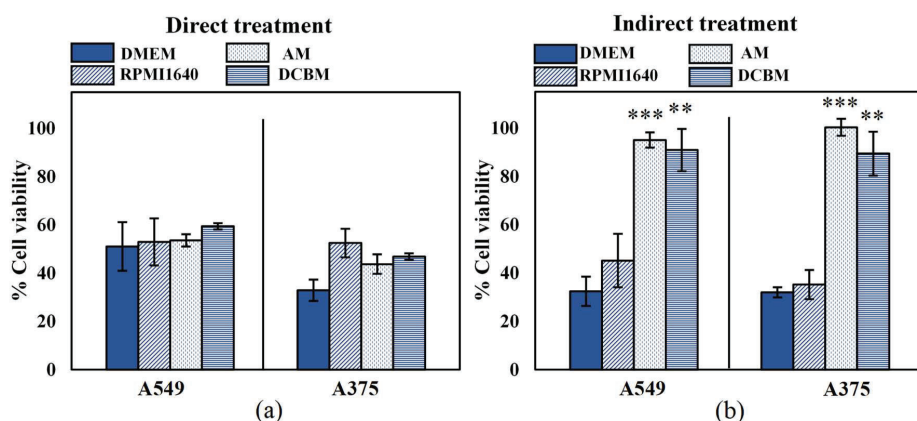 Direct treatment
DMEM AM
RPMI1640 DCBM
% Cell viability
100
80
60
40
20
0
A549 A375
(a)
Indirect treatment
DMEM AM
RPMI1640 DCBM
% Cell viability
100
80
60
40
20
0
*** ** *** **
A549 A375
(b)